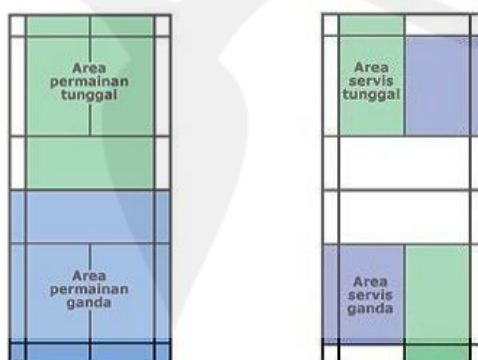 Area
permainan
tunggal
Area
servis
tunggal
Area
permainan
ganda
Area
servis
ganda